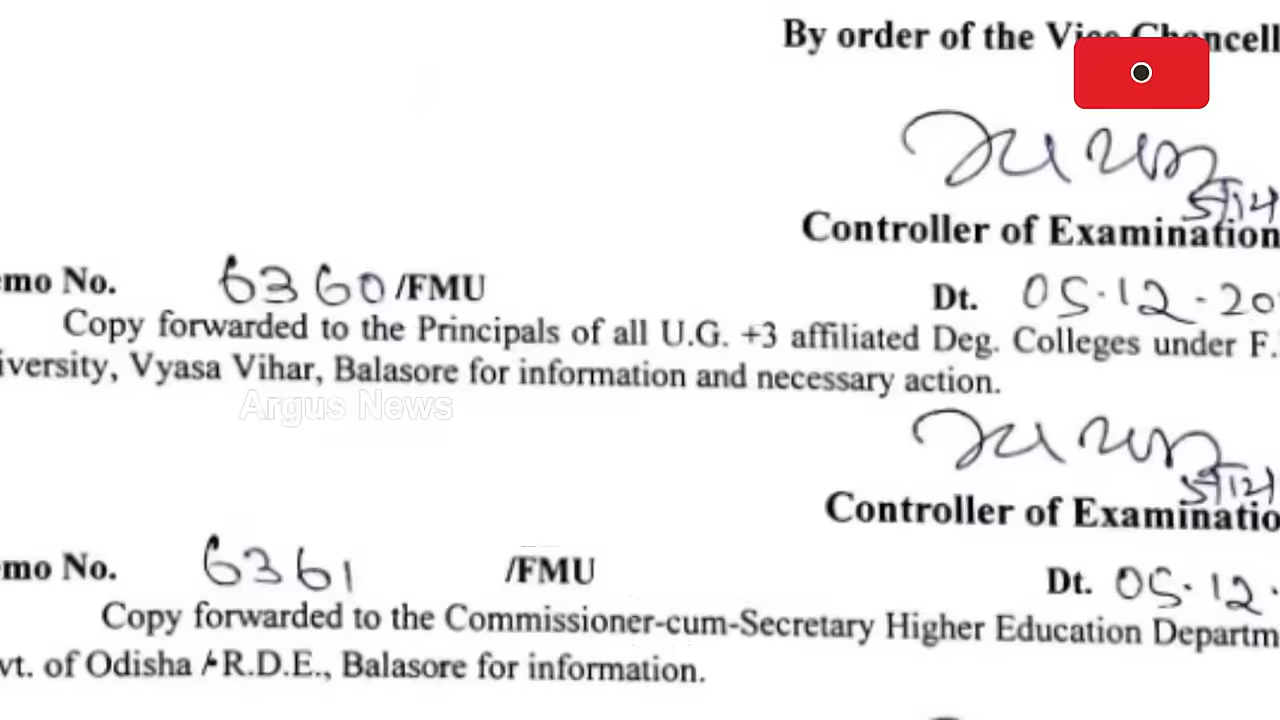 By order of the Vice Chancell
Controller of Examination
emo No. 6360 /FMU Dt. 05.12.20
Copy forwarded to the Principals of all U.G. +3 affiliated Deg. Colleges under F.
iversity, Vyasa Vihar, Balasore for information and necessary action.
Argus News
Controller of Examinatio
mo No. 6361 /FMU Dt. 05.12.
Copy forwarded to the Commissioner-cum-Secretary Higher Education Departm
vt. of Odisha / R.D.E., Balasore for information.